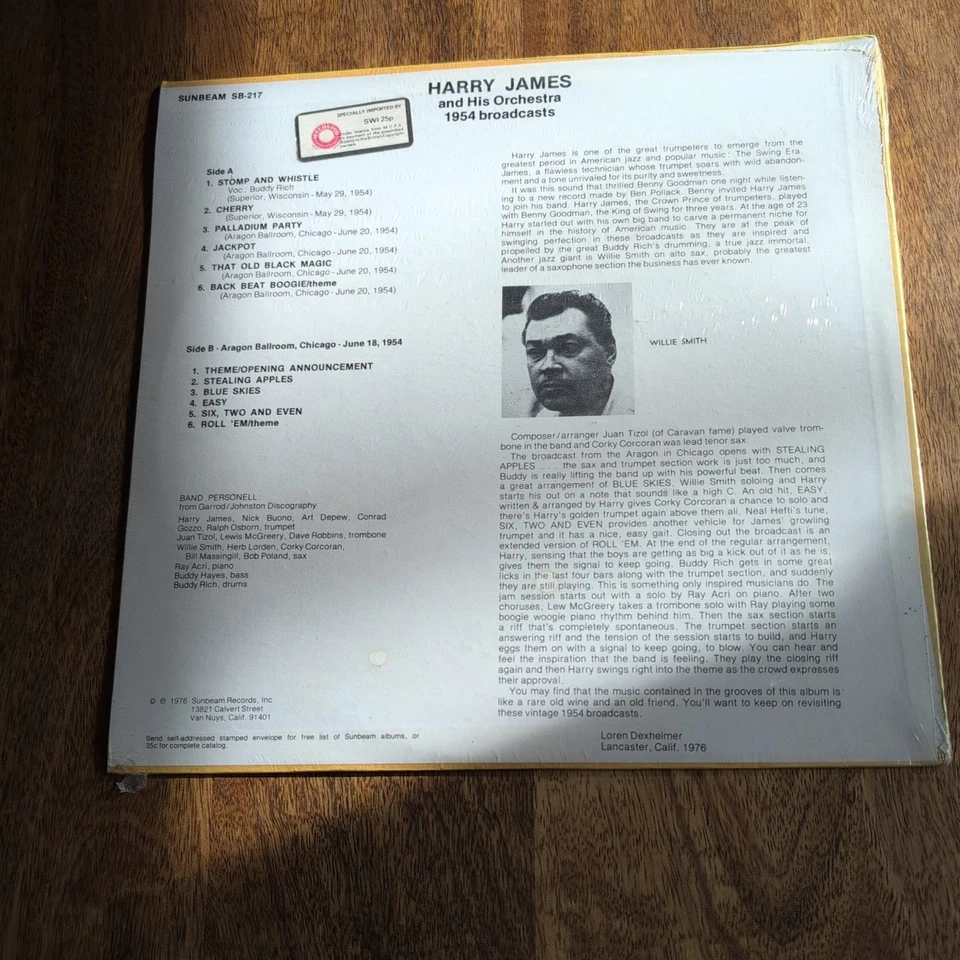 SUNBEAM SB-217
HARRY JAMES
and His Orchestra
1954 broadcasts
SPECIALLY IMPORTED BY
SWI 25p
Side A
1. STOMP AND WHISTLE
Voc: Buddy Rich
(Superior, Wisconsin - May 29, 1954)
2. CHERRY
(Superior, Wisconsin - May 29, 1954)
3. PALLADIUM PARTY
(Aragon Ballroom, Chicago - June 20, 1954)
4. JACKPOT
(Aragon Ballroom, Chicago - June 20, 1954)
5. THAT OLD BLACK MAGIC
(Aragon Ballroom, Chicago - June 20, 1954)
6. BACK BEAT BOOGIE/theme
(Aragon Ballroom, Chicago - June 20, 1954)
Side B - Aragon Ballroom, Chicago - June 18, 1954
1. THEME/OPENING ANNOUNCEMENT
2. STEALING APPLES
3. BLUE SKIES
4. EASY
5. SIX, TWO AND EVEN
6. ROLL 'EM/theme
BAND PERSONELL:
from Garrod/Johnston Discography
Harry James, Nick Buono, Art Depew, Conrad
Gozzo, Ralph Osborn, trumpet
Juan Tizol, Lewis McGreery, Dave Robbins, trombone
Willie Smith, Herb Lorden, Corky Corcoran,
Bill Massingill, Bob Poland, sax
Ray Acri, piano
Buddy Hayes, bass
Buddy Rich, drums
© ℗ 1976 Sunbeam Records, Inc.
13821 Calvert Street
Van Nuys, Calif. 91401
Send self-addressed stamped envelope for free list of Sunbeam albums, or
35c for complete catalog.
Harry James is one of the great trumpeters to emerge from the
greatest period in American jazz and popular music: The Swing Era.
James, a flawless technician whose trumpet soars with wild abandon-
ment and a tone unrivaled for its purity and sweetness.
It was this sound that thrilled Benny Goodman one night while listen-
ing to a new record made by Ben Pollack. Benny invited Harry James
to join his band. Harry James, the Crown Prince of trumpeters, played
with Benny Goodman, the King of Swing for three years. At the age of 23
Harry started out with his own big band to carve a permanent niche for
himself in the history of American music. They are at the peak of
swinging perfection in these broadcasts as they are inspired and
propelled by the great Buddy Rich's drumming, a true jazz immortal.
Another jazz giant is Willie Smith on alto sax, probably the greatest
leader of a saxophone section the business has ever known.
WILLIE SMITH
Composer/arranger Juan Tizol (of Caravan fame) played valve trom-
bone in the band and Corky Corcoran was lead tenor sax.
The broadcast from the Aragon in Chicago opens with STEALING
APPLES . . . the sax and trumpet section work is just too much, and
Buddy is really lifting the band up with his powerful beat. Then comes
a great arrangement of BLUE SKIES, Willie Smith soloing and Harry
starts his out on a note that sounds like a high C. An old hit, EASY,
written & arranged by Harry gives Corky Corcoran a chance to solo and
there's Harry's golden trumpet again above them all. Neal Hefti's tune,
SIX, TWO AND EVEN provides another vehicle for James' growling
trumpet and it has a nice, easy gait. Closing out the broadcast is an
extended version of ROLL 'EM. At the end of the regular arrangement,
Harry, sensing that the boys are getting as big a kick out of it as he is,
gives them the signal to keep going. Buddy Rich gets in some great
licks in the last four bars along with the trumpet section, and suddenly
they are still playing. This is something only inspired musicians do. The
jam session starts out with a solo by Ray Acri on piano. After two
choruses, Lew McGreery takes a trombone solo with Ray playing some
boogie woogie piano rhythm behind him. Then the sax section starts
a riff that's completely spontaneous. The trumpet section starts an
answering riff and the tension of the session starts to build, and Harry
eggs them on with a signal to keep going, to blow. You can hear and
feel the inspiration that the band is feeling. They play the closing riff
again and then Harry swings right into the theme as the crowd expresses
their approval.
You may find that the music contained in the grooves of this album is
like a rare old wine and an old friend. You'll want to keep on revisiting
these vintage 1954 broadcasts.
Loren Dexheimer
Lancaster, Calif. 1976